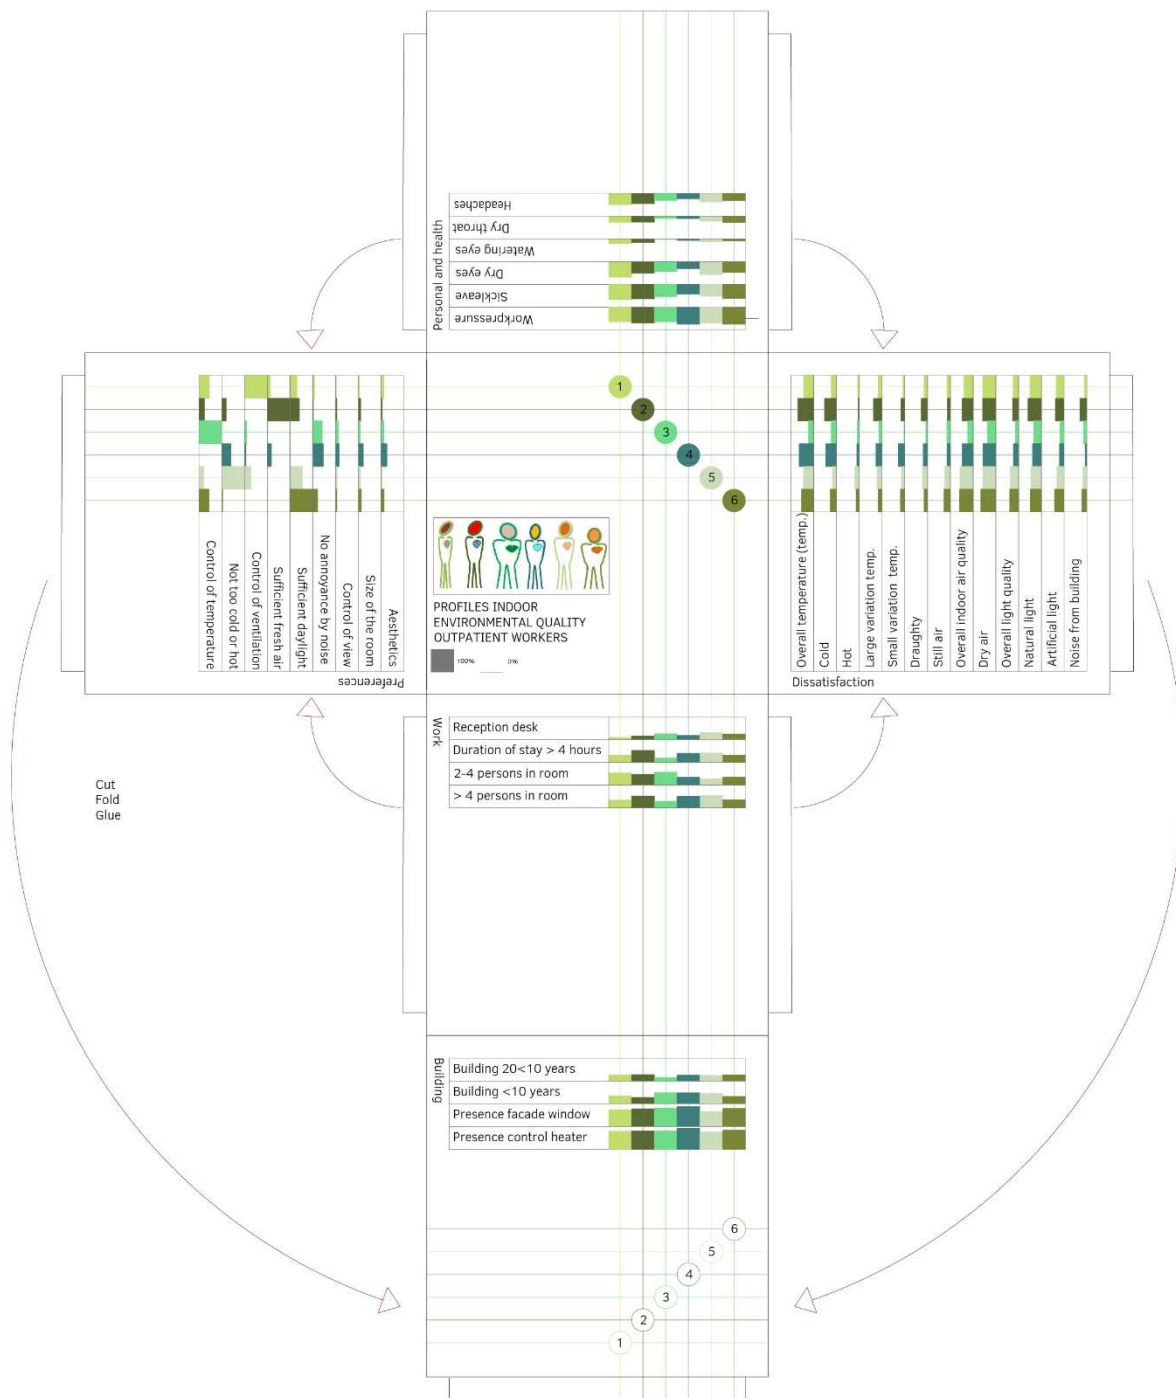 Personal and health
Headaches
Dry throat
Watering eyes
Dry eyes
Sickleave
Workpressure
1
2
3
4
5
6
Control of temperature
Not too cold or hot
Control of ventilation
Sufficient fresh air
Sufficient daylight
No annoyance by noise
Control of view
Size of the room
Aesthetics
Preferences
PROFILES INDOOR
ENVIRONMENTAL QUALITY
OUTPATIENT WORKERS
100% 0%
Overall temperature (temp.)
Cold
Hot
Large variation temp.
Small variation temp.
Draughty
Still air
Overall indoor air quality
Dry air
Overall light quality
Natural light
Artificial light
Noise from building
Dissatisfaction
Work
Reception desk
Duration of stay > 4 hours
2-4 persons in room
> 4 persons in room
Cut
Fold
Glue
Building
Building 20<10 years
Building <10 years
Presence facade window
Presence control heater
6
5
4
3
2
1